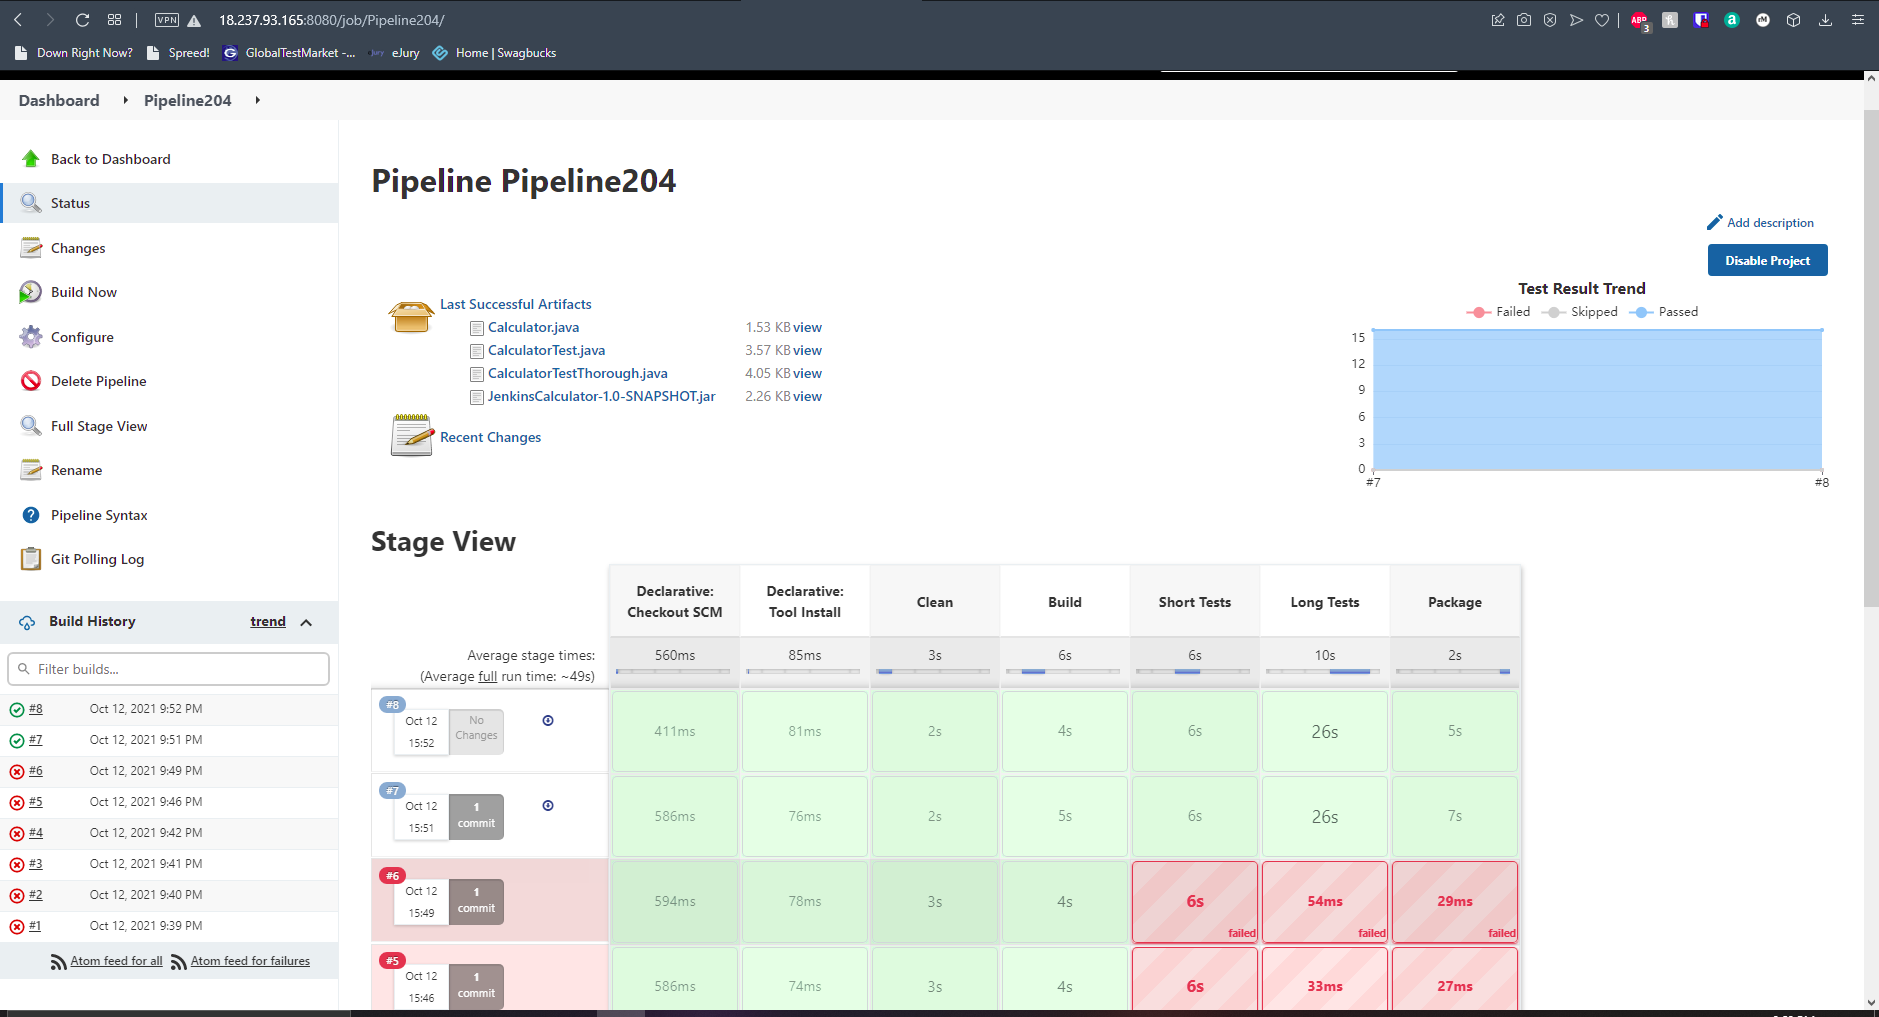 VPN
18.237.93.165:8080/job/Pipeline204/
ABP
3
Down Right Now?
Spreed!
GlobalTestMarket -...
eJury
Home | Swagbucks
Dashboard
Pipeline204
Back to Dashboard
Status
Changes
Build Now
Configure
Delete Pipeline
Full Stage View
Rename
Pipeline Syntax
Git Polling Log
Build History
trend
Filter builds...
#8 Oct 12, 2021 9:52 PM
#7 Oct 12, 2021 9:51 PM
#6 Oct 12, 2021 9:49 PM
#5 Oct 12, 2021 9:46 PM
#4 Oct 12, 2021 9:42 PM
#3 Oct 12, 2021 9:41 PM
#2 Oct 12, 2021 9:40 PM
#1 Oct 12, 2021 9:39 PM
Atom feed for all
Atom feed for failures
Pipeline Pipeline204
Add description
Disable Project
Last Successful Artifacts
Calculator.java 1.53 KB view
CalculatorTest.java 3.57 KB view
CalculatorTestThorough.java 4.05 KB view
JenkinsCalculator-1.0-SNAPSHOT.jar 2.26 KB view
Recent Changes
Test Result Trend
Failed Skipped Passed
15
12
9
6
3
0
#7 #8
Stage View
Declarative: Checkout SCM
Declarative: Tool Install
Clean
Build
Short Tests
Long Tests
Package
Average stage times:
(Average full run time: ~49s)
560ms 85ms 3s 6s 6s 10s 2s
#8
Oct 12
15:52
No Changes
411ms 81ms 2s 4s 6s 26s 5s
#7
Oct 12
15:51
1 commit
586ms 76ms 2s 5s 6s 26s 7s
#6
Oct 12
15:49
1 commit
594ms 78ms 3s 4s 6s 54ms 29ms
failed failed failed
#5
Oct 12
15:46
1 commit
586ms 74ms 3s 4s 6s 33ms 27ms